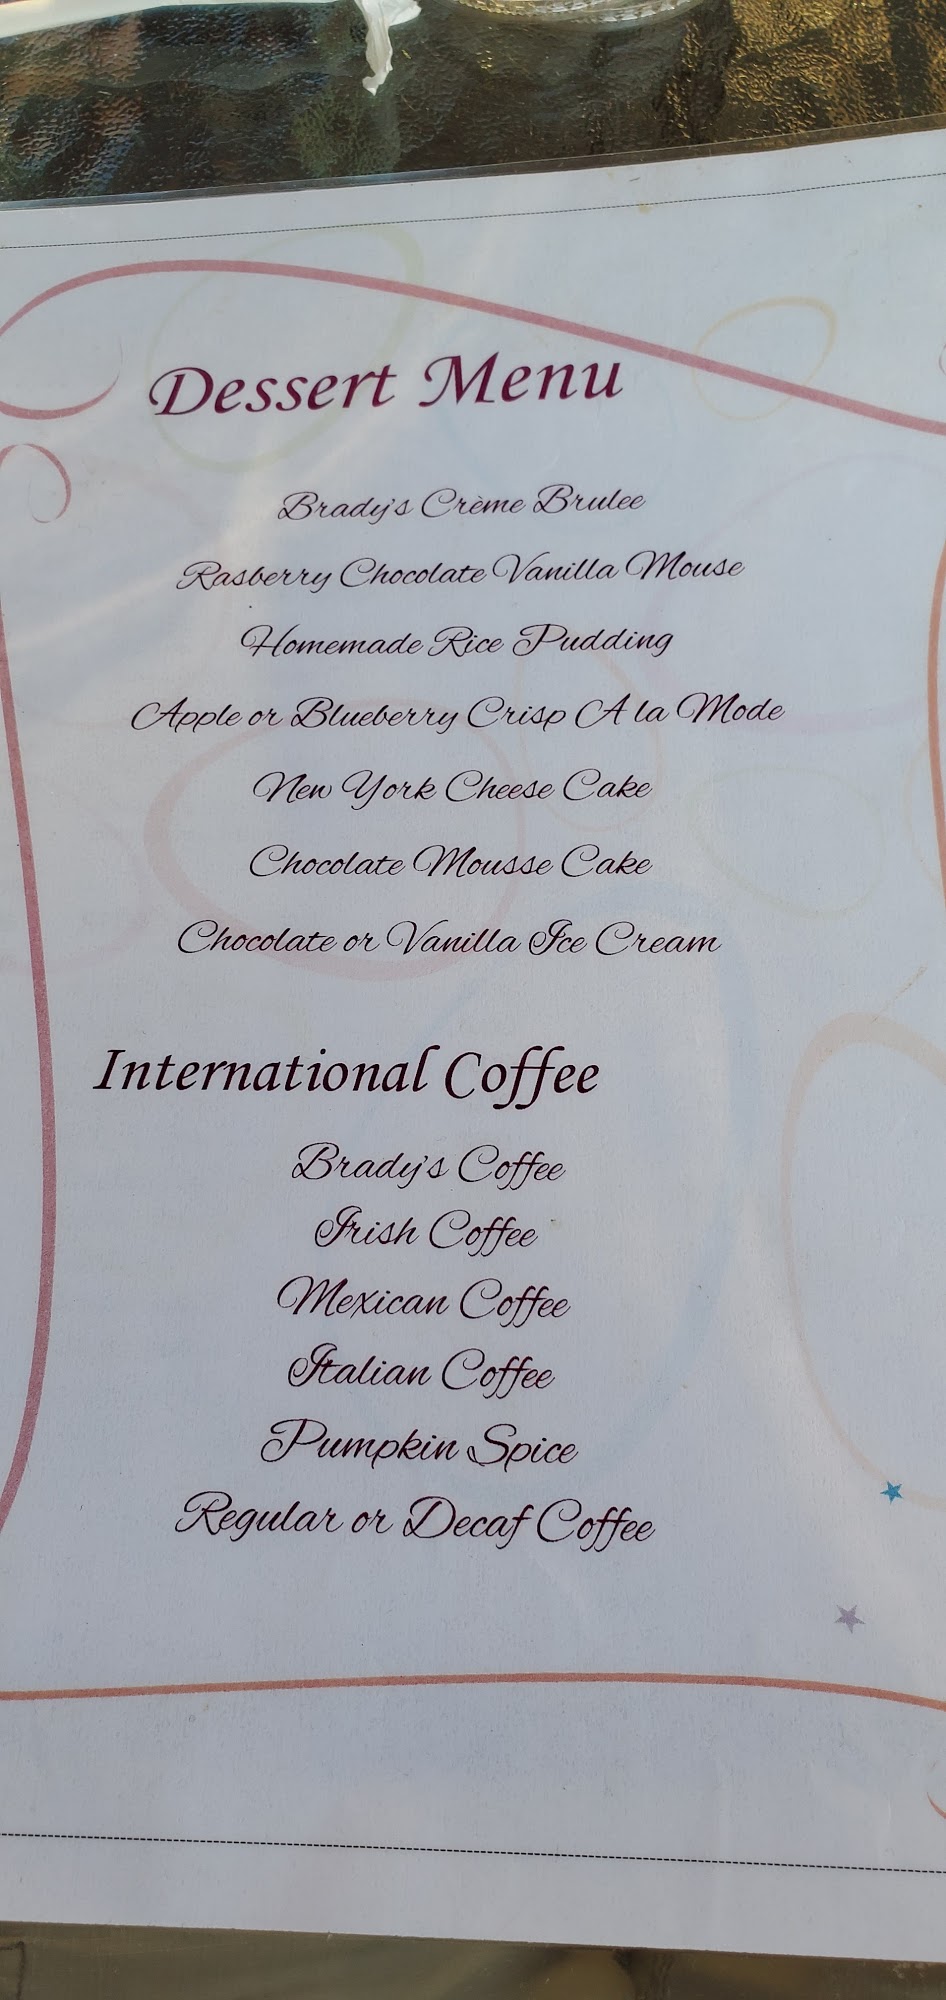 Dessert Menu
Brady's Crème Brulee
Rasberry Chocolate Vanilla Mouse
Homemade Rice Pudding
Apple or Blueberry Crisp A la Mode
New York Cheese Cake
Chocolate Mousse Cake
Chocolate or Vanilla Ice Cream
International Coffee
Brady's Coffee
Irish Coffee
Mexican Coffee
Italian Coffee
Pumpkin Spice
Regular or Decaf Coffee